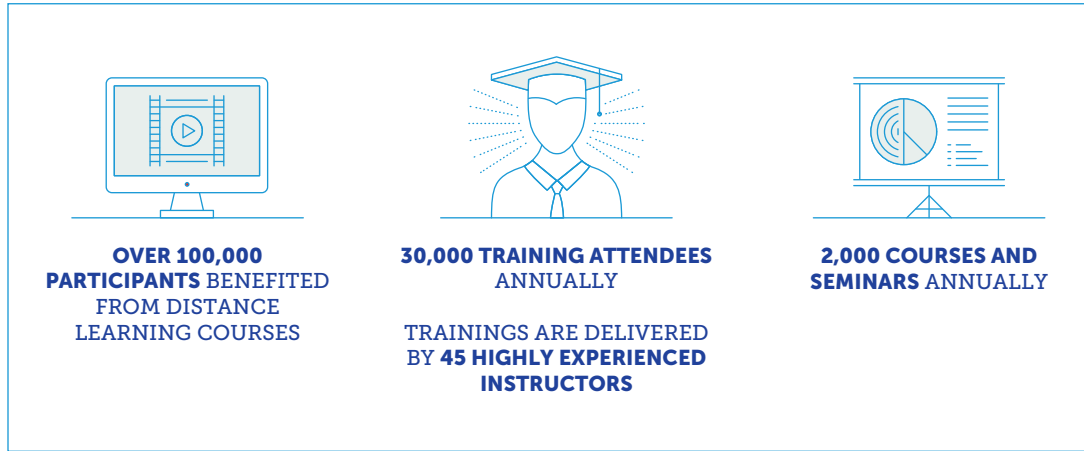 OVER 100,000
PARTICIPANTS BENEFITED
FROM DISTANCE
LEARNING COURSES
30,000 TRAINING ATTENDEES
ANNUALLY
TRAININGS ARE DELIVERED
BY 45 HIGHLY EXPERIENCED
INSTRUCTORS
2,000 COURSES AND
SEMINARS ANNUALLY